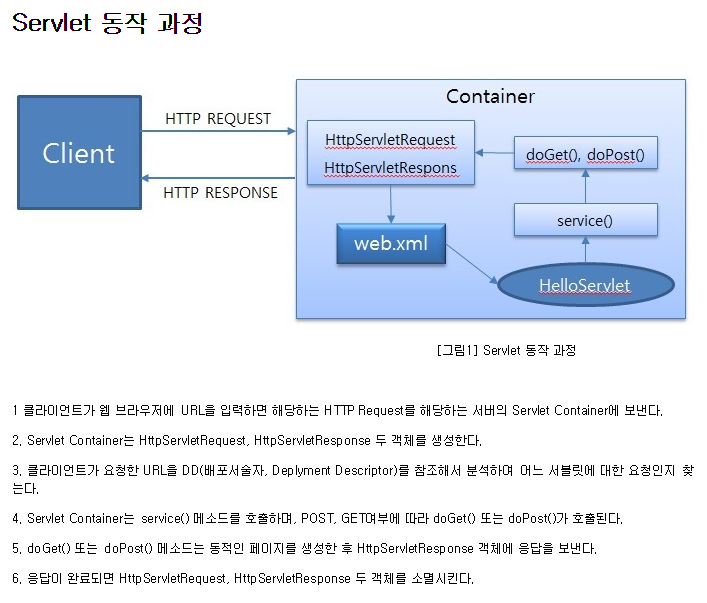 Servlet 동작 과정
Container
HTTP REQUEST
Client
HttpServletRequest
HttpServletRespons
doGet(), doPost()
HTTP RESPONSE
service()
web.xml
HelloServlet
[그림1] Servlet 동작 과정
1 클라이언트가 웹 브라우저에 URL을 입력하면 해당하는 HTTP Request를 해당하는 서버의 Servlet Container에 보낸다.
2. Servlet Container는 HttpServletRequest, HttpServletResponse 두 객체를 생성한다.
3. 클라이언트가 요청한 URL을 DD(배포서술자, Deplyment Descriptor)를 참조해서 분석하여 어느 서블릿에 대한 요청인지 찾
는다.
4. Servlet Container는 service() 메소드를 호출하며, POST, GET여부에 따라 doGet() 또는 doPost()가 호출된다.
5. doGet() 또는 doPost() 메소드는 동적인 페이지를 생성한 후 HttpServletResponse 객체에 응답을 보낸다.
6. 응답이 완료되면 HttpServletRequest, HttpServletResponse 두 객체를 소멸시킨다.